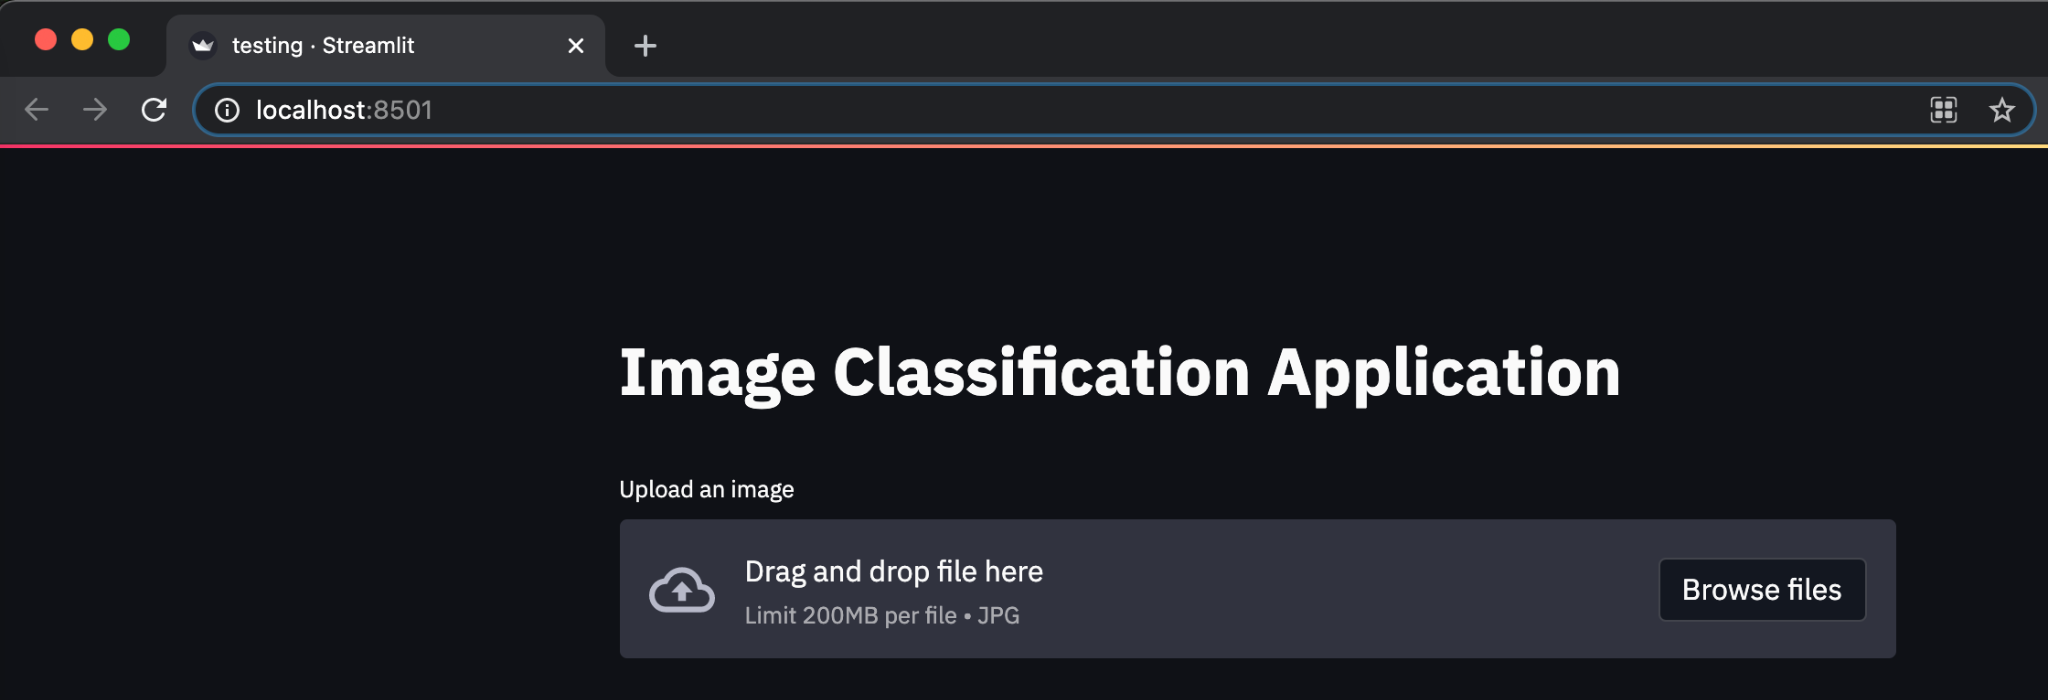 testing · Streamlit
localhost:8501
Image Classification Application
Upload an image
Drag and drop file here
Limit 200MB per file • JPG
Browse files